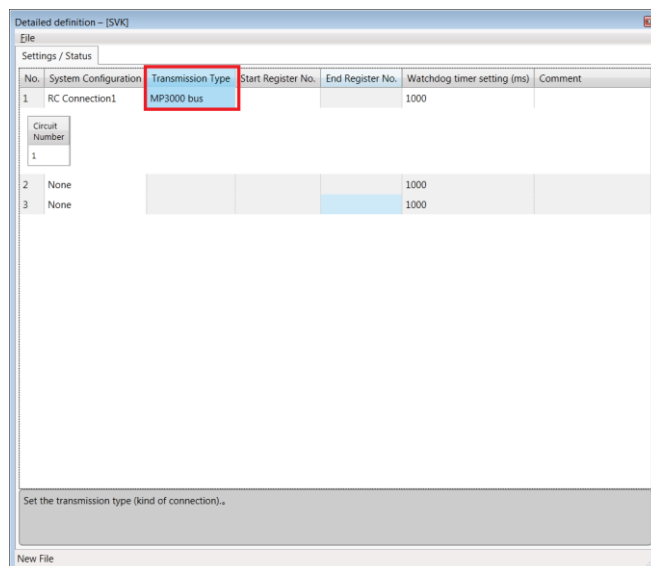 Detailed definition – [SVK]
File
Settings / Status
No. System Configuration Transmission Type Start Register No. End Register No. Watchdog timer setting (ms) Comment
1 RC Connection1 MP3000 bus 1000
Circuit
Number
1
2 None 1000
3 None 1000
Set the transmission type (kind of connection).。
New File